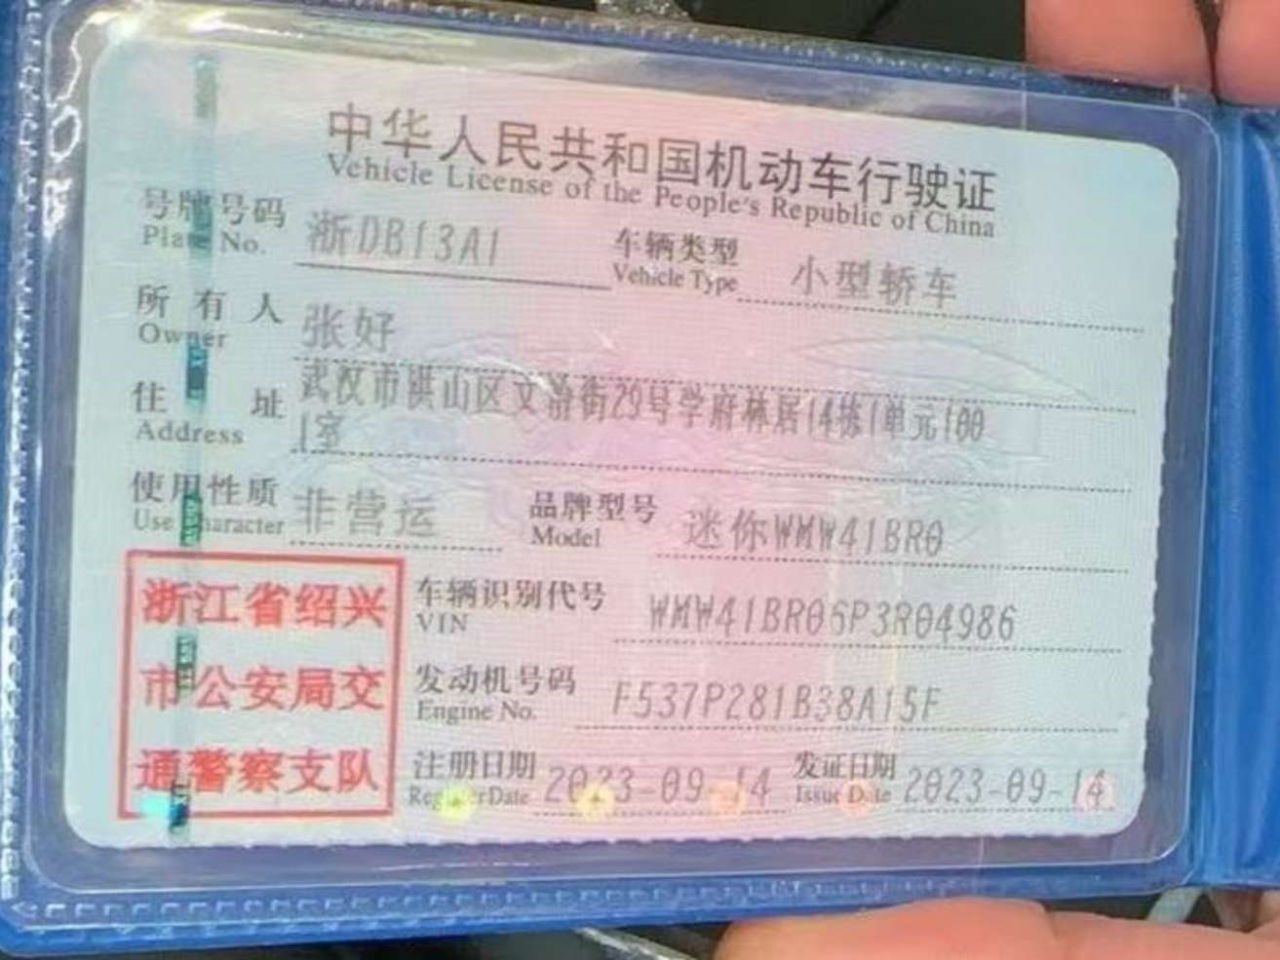 中华人民共和国机动车行驶证
Vehicle License of the People's Republic of China
号牌号码 浙DB13A1 车辆类型 小型轿车
Plate No. Vehicle Type
所有人 张好
Owner
住址 武汉市洪山区文治街29号学府林居14栋1单元100
Address 1室
使用性质 非营运 品牌型号 迷你WMW41BR0
Use Character Model
浙江省绍兴
市公安局交
通警察支队
车辆识别代号 WMW41BR06P3R04986
VIN
发动机号码 F537P281B38A15F
Engine No.
注册日期 2023-09-14 发证日期 2023-09-14
Register Date Issue Date